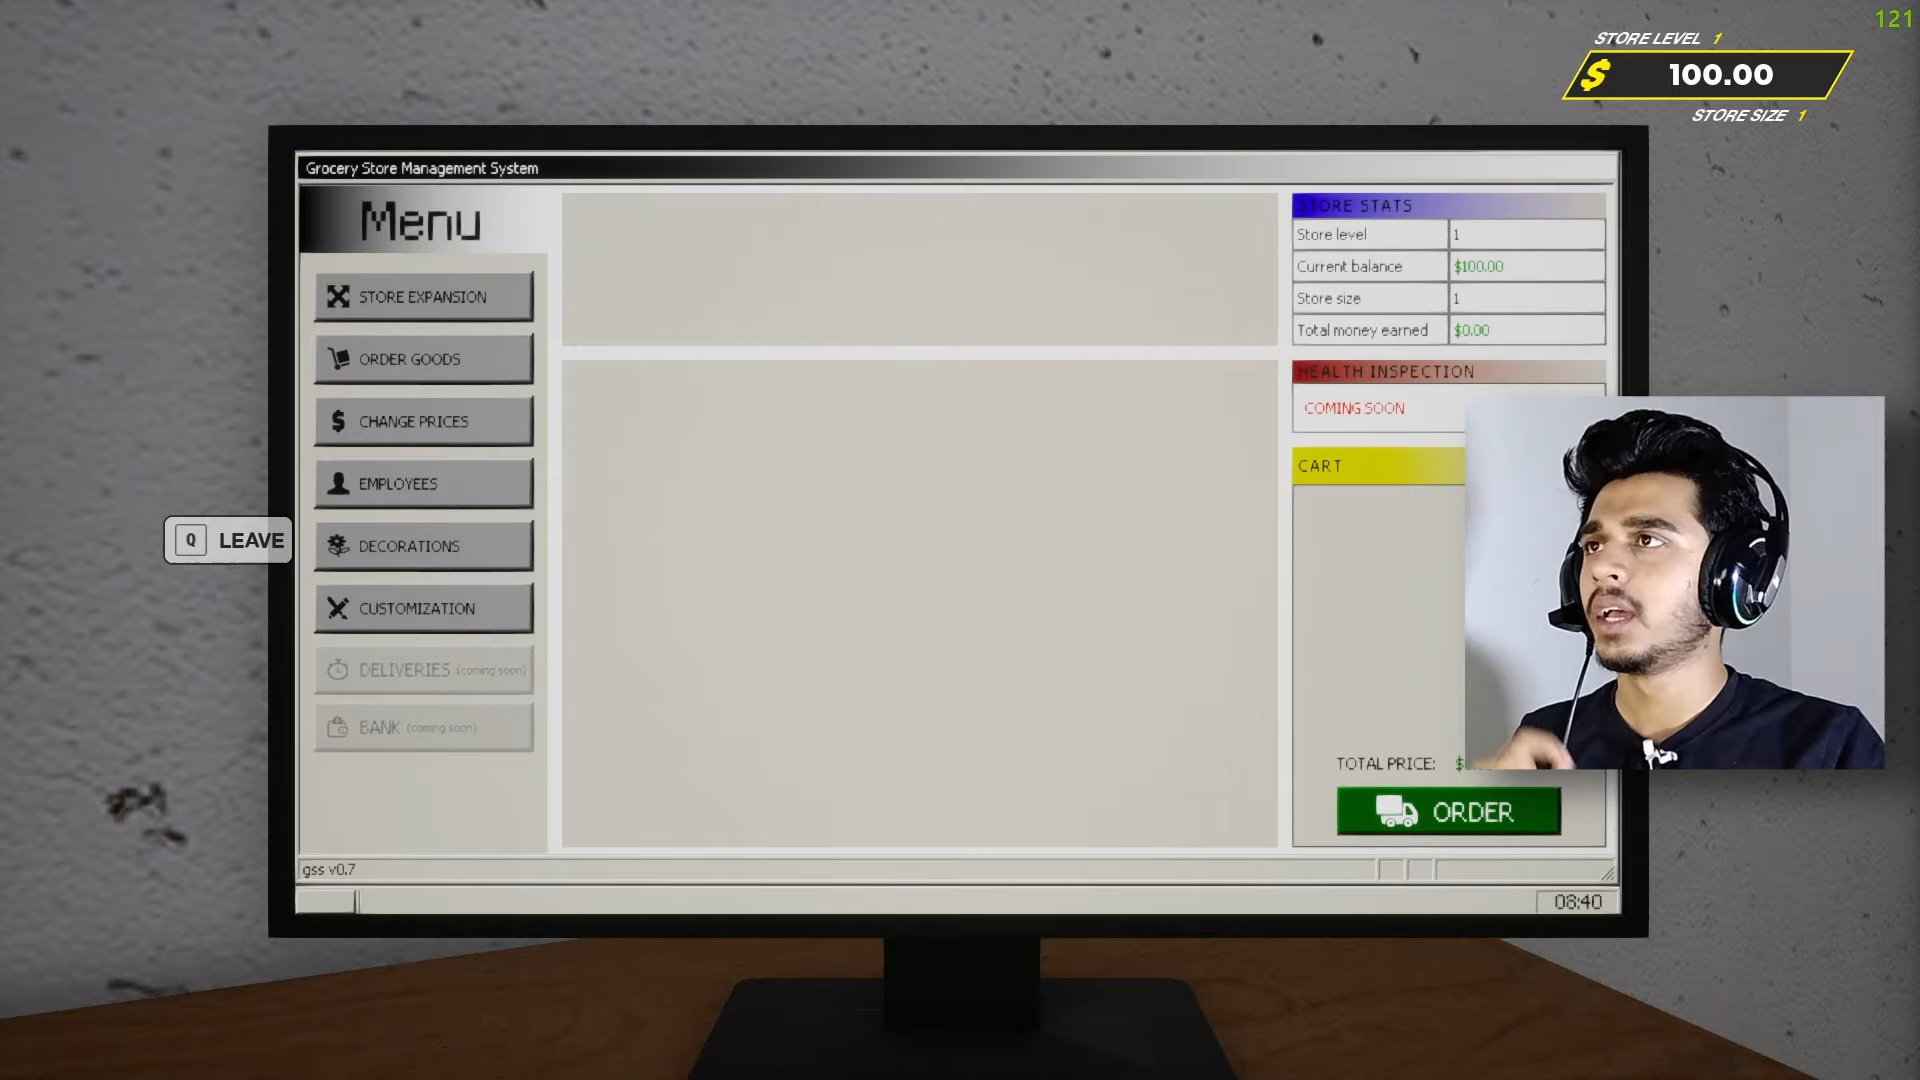 121
STORE LEVEL 1
$ 100.00
STORE SIZE 1
Grocery Store Management System
Menu
STORE EXPANSION
ORDER GOODS
$ CHANGE PRICES
EMPLOYEES
DECORATIONS
CUSTOMIZATION
DELIVERIES (coming soon)
BANK (coming soon)
Q LEAVE
STORE STATS
Store level 1
Current balance $100.00
Store size 1
Total money earned $0.00
HEALTH INSPECTION
COMING SOON
CART
TOTAL PRICE: $
ORDER
gss v0.7
08:40